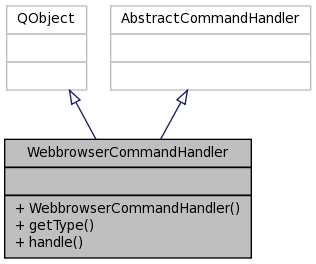 QObject
AbstractCommandHandler
WebbrowserCommandHandler
+ WebbrowserCommandHandler()
+ getType()
+ handle()